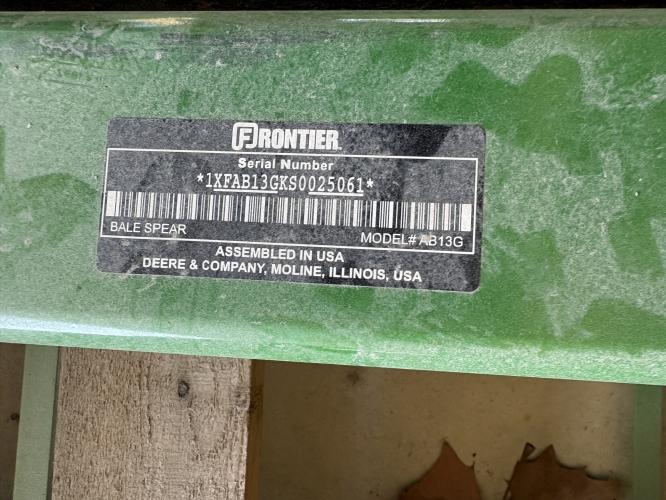 FRONTIER
Serial Number
*1XFAB13GKS0025061*
BALE SPEAR MODEL# AB13G
ASSEMBLED IN USA
DEERE & COMPANY, MOLINE, ILLINOIS, USA